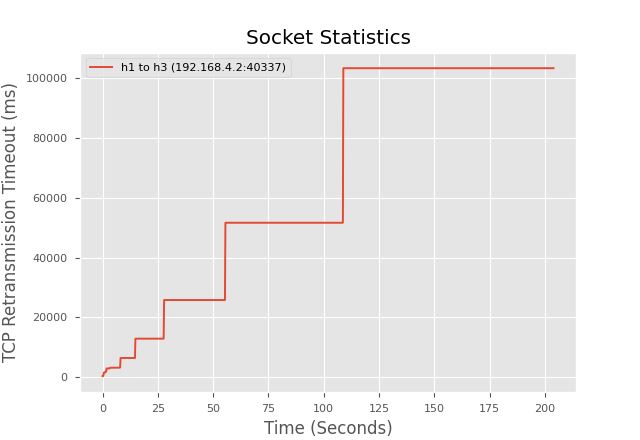 Socket Statistics
h1 to h3 (192.168.4.2:40337)
TCP Retransmission Timeout (ms)
100000
80000
60000
40000
20000
0
0 25 50 75 100 125 150 175 200
Time (Seconds)